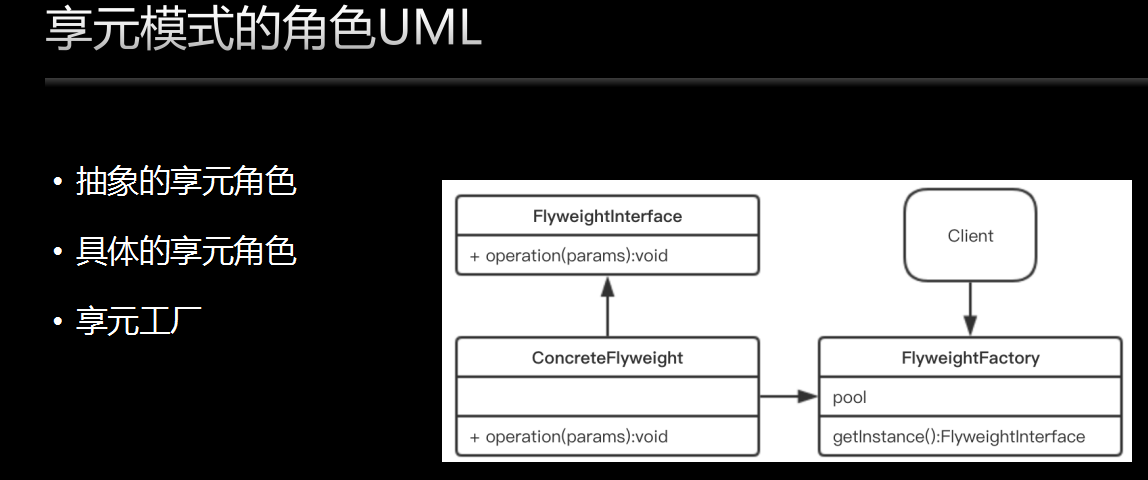 享元模式的角色UML
• 抽象的享元角色
• 具体的享元角色
• 享元工厂
FlyweightInterface
+ operation(params):void
Client
ConcreteFlyweight
+ operation(params):void
FlyweightFactory
pool
getInstance():FlyweightInterface